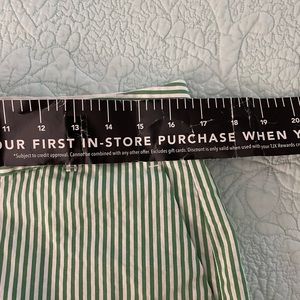 11 12 13 14 15 16 17 18 19 20
OUR FIRST IN-STORE PURCHASE WHEN Y
*Subject to credit approval. Cannot be combined with any other offer. Excludes gift cards. Discount is only valid when used with your TJX Rewards cre